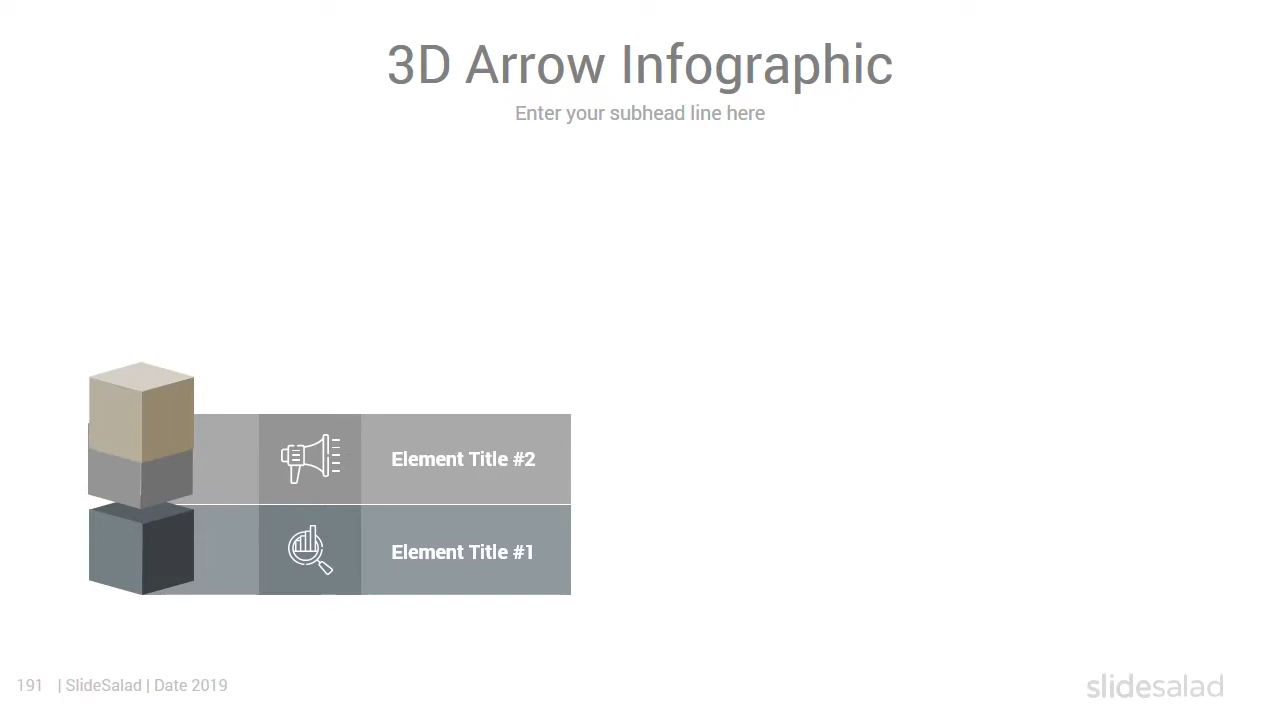 3D Arrow Infographic
Enter your subhead line here
Element Title #2
Element Title #1
191 | SlideSalad | Date 2019
slidesalad